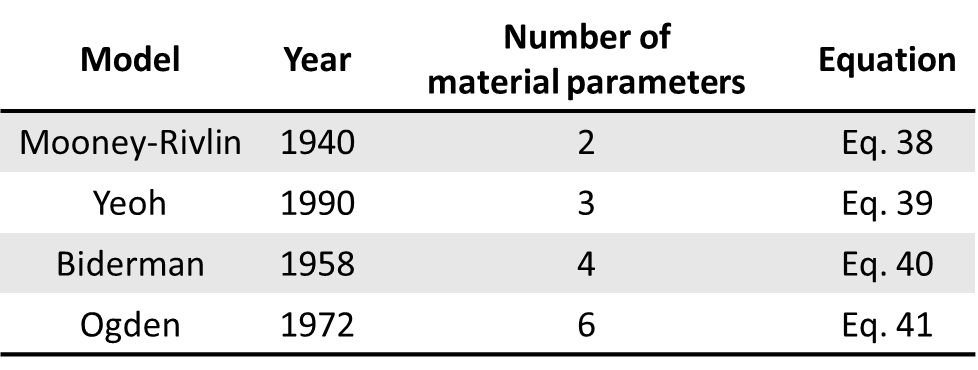 Model Year Number of material parameters Equation
Mooney-Rivlin 1940 2 Eq. 38
Yeoh 1990 3 Eq. 39
Biderman 1958 4 Eq. 40
Ogden 1972 6 Eq. 41